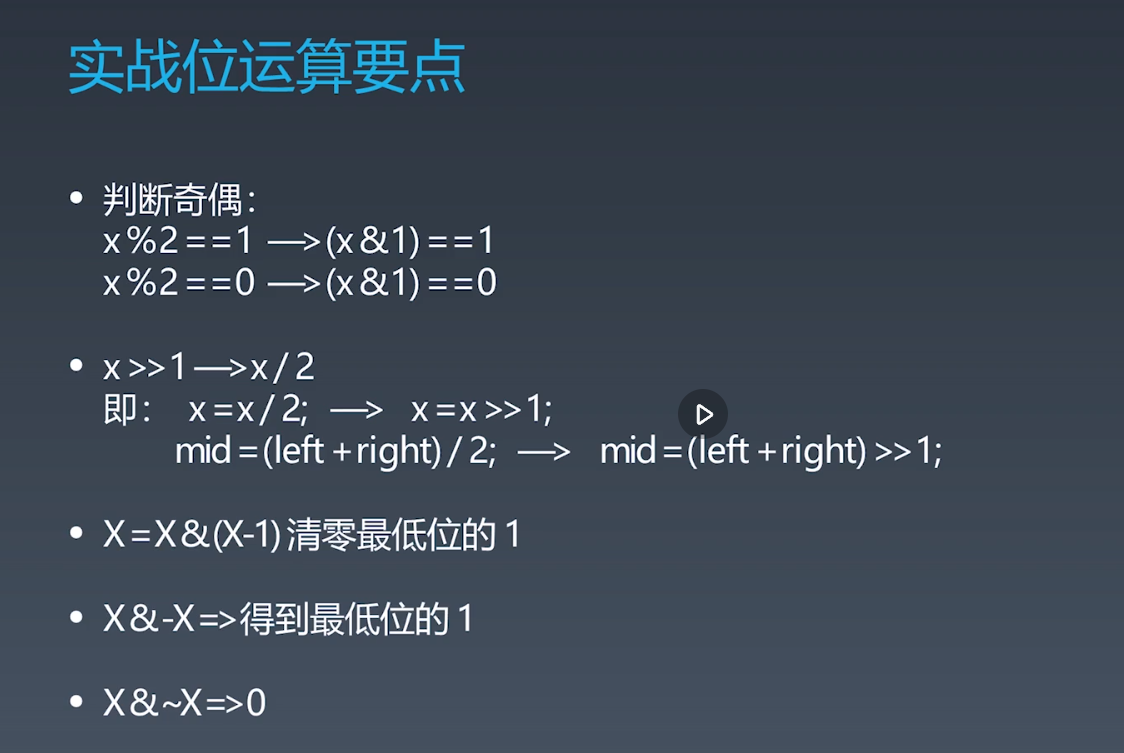 实战位运算要点
• 判断奇偶：
x%2==1 —>(x&1)==1
x%2==0 —>(x&1)==0
• x>>1—>x/2
即： x=x/2; —> x=x>>1;
mid=(left+right)/2; —> mid=(left+right)>>1;
• X=X&(X-1)清零最低位的1
• X&-X=>得到最低位的1
• X&~X=>0